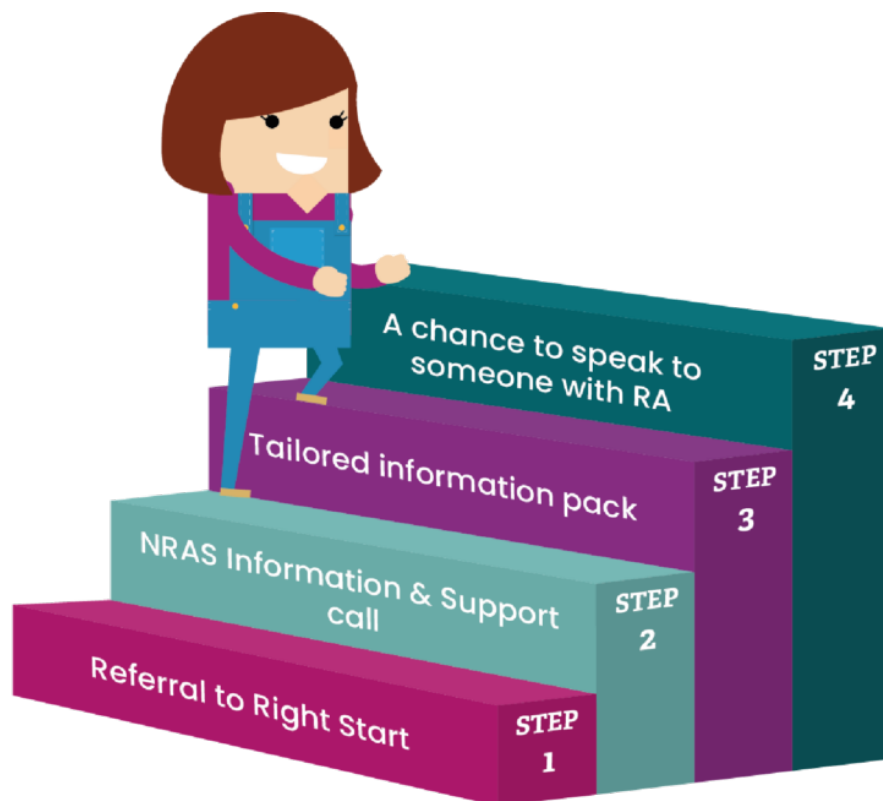 A chance to speak to
someone with RA
STEP
4
Tailored information pack
STEP
3
NRAS Information & Support
call
STEP
2
Referral to Right Start
STEP
1